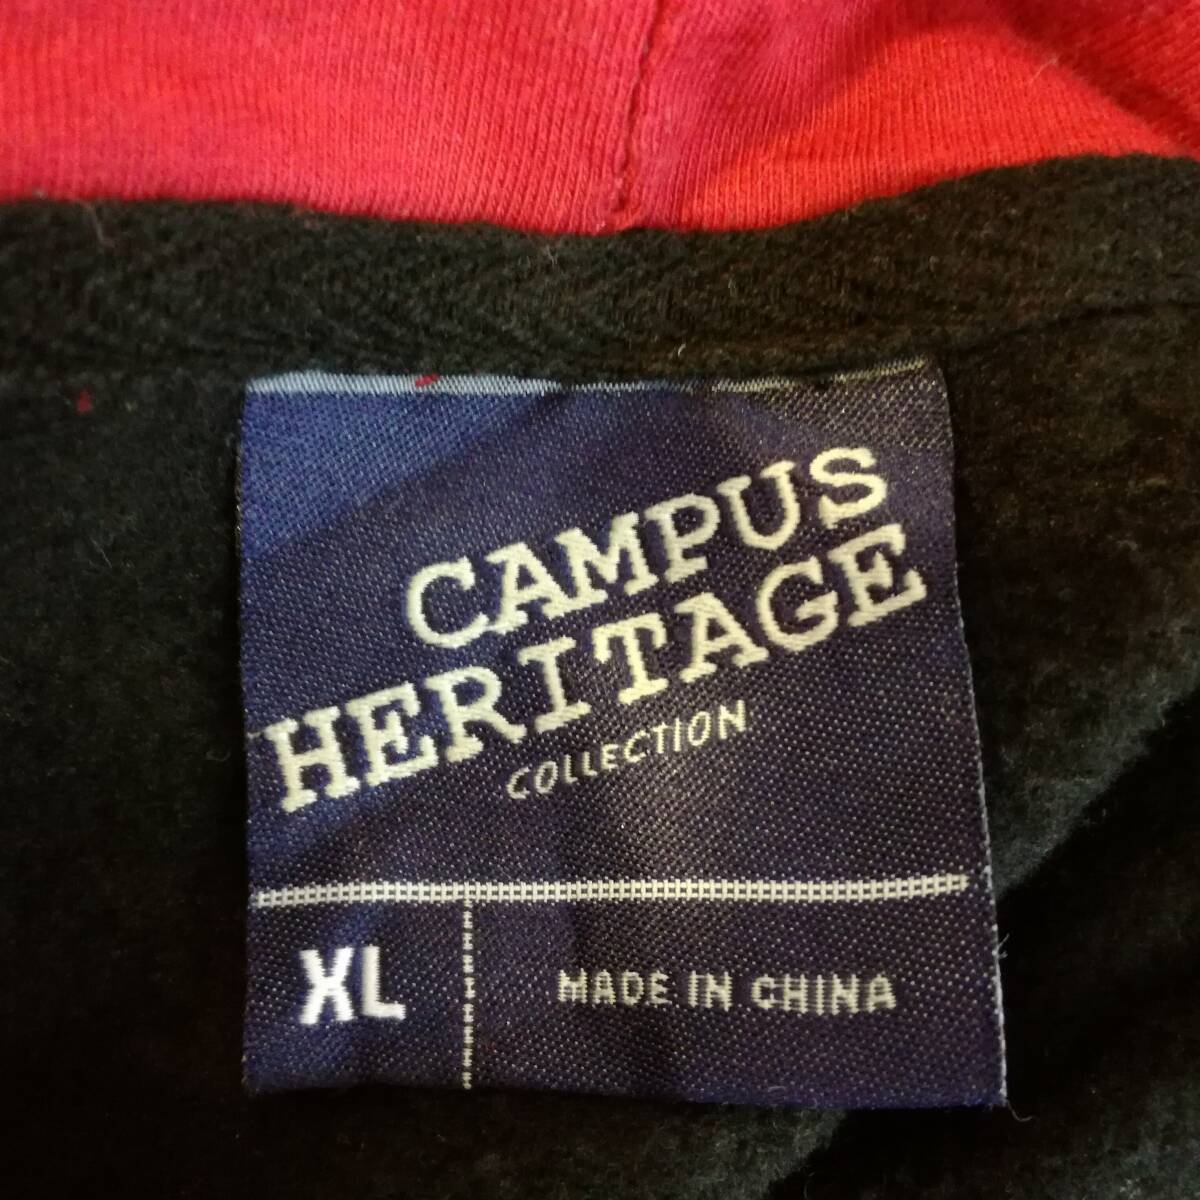 CAMPUS
HERITAGE
COLLECTION
XL
MADE IN CHINA